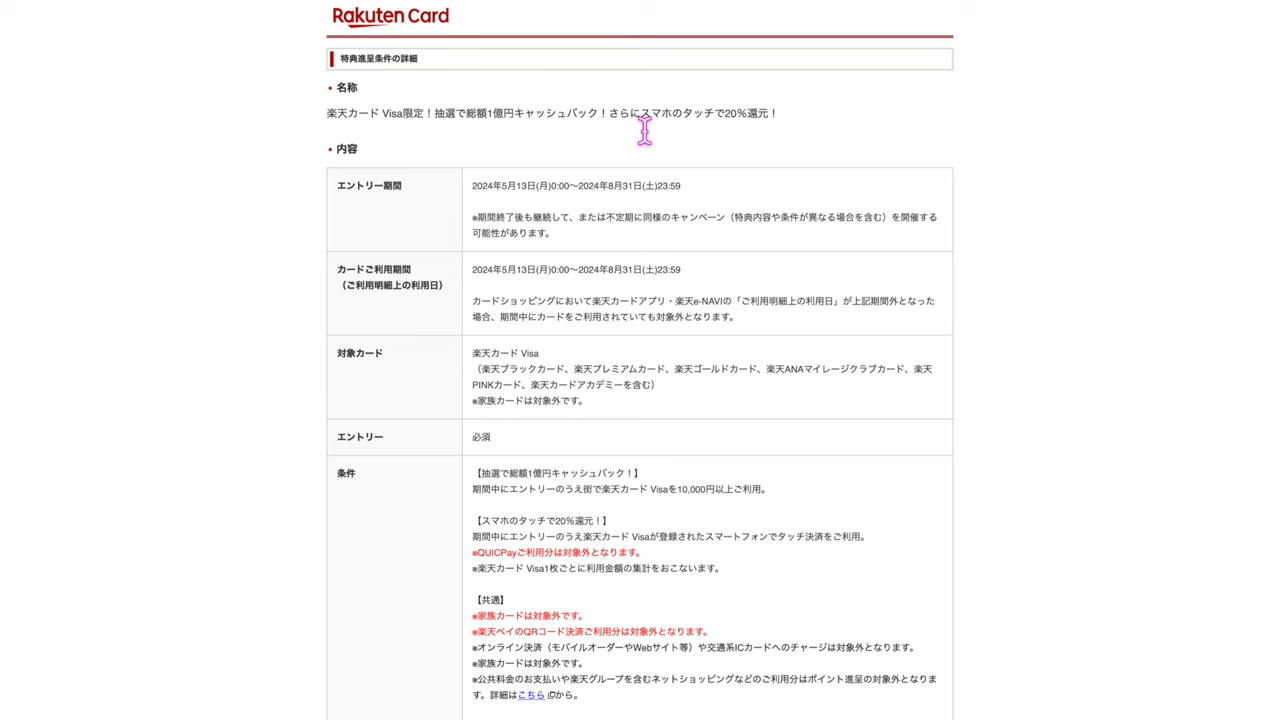 Rakuten Card
特典進呈条件の詳細
• 名称
楽天カード Visa限定!抽選で総額1億円キャッシュバック!さらにスマホのタッチで20%還元!
• 内容
エントリー期間
2024年5月13日(月)0:00〜2024年8月31日(土)23:59
※期間終了後も継続して、または不定期に同様のキャンペーン(特典内容や条件が異なる場合を含む)を開催する
可能性があります。
カードご利用期間
(ご利用明細上の利用日)
2024年5月13日(月)0:00〜2024年8月31日(土)23:59
カードショッピングにおいて楽天カードアプリ・楽天e-NAVIの「ご利用明細上の利用日」が上記期間外となった
場合、期間中にカードをご利用されていても対象外となります。
対象カード
楽天カード Visa
(楽天ブラックカード、楽天プレミアムカード、楽天ゴールドカード、楽天ANAマイレージクラブカード、楽天
PINKカード、楽天カードアカデミーを含む)
※家族カードは対象外です。
エントリー
必須
条件
【抽選で総額1億円キャッシュバック!】
期間中にエントリーのうえ街で楽天カード Visaを10,000円以上ご利用。
【スマホのタッチで20%還元!】
期間中にエントリーのうえ楽天カード Visaが登録されたスマートフォンでタッチ決済をご利用。
※QUICPayご利用分は対象外となります。
※楽天カード Visa1枚ごとに利用金額の集計をおこないます。
【共通】
※家族カードは対象外です。
※楽天ペイのQRコード決済ご利用分は対象外となります。
※オンライン決済(モバイルオーダーやWebサイト等)や交通系ICカードへのチャージは対象外となります。
※家族カードは対象外です。
※公共料金のお支払いや楽天グループを含むネットショッピングなどのご利用分はポイント進呈の対象外となりま
す。詳細はこちら から。